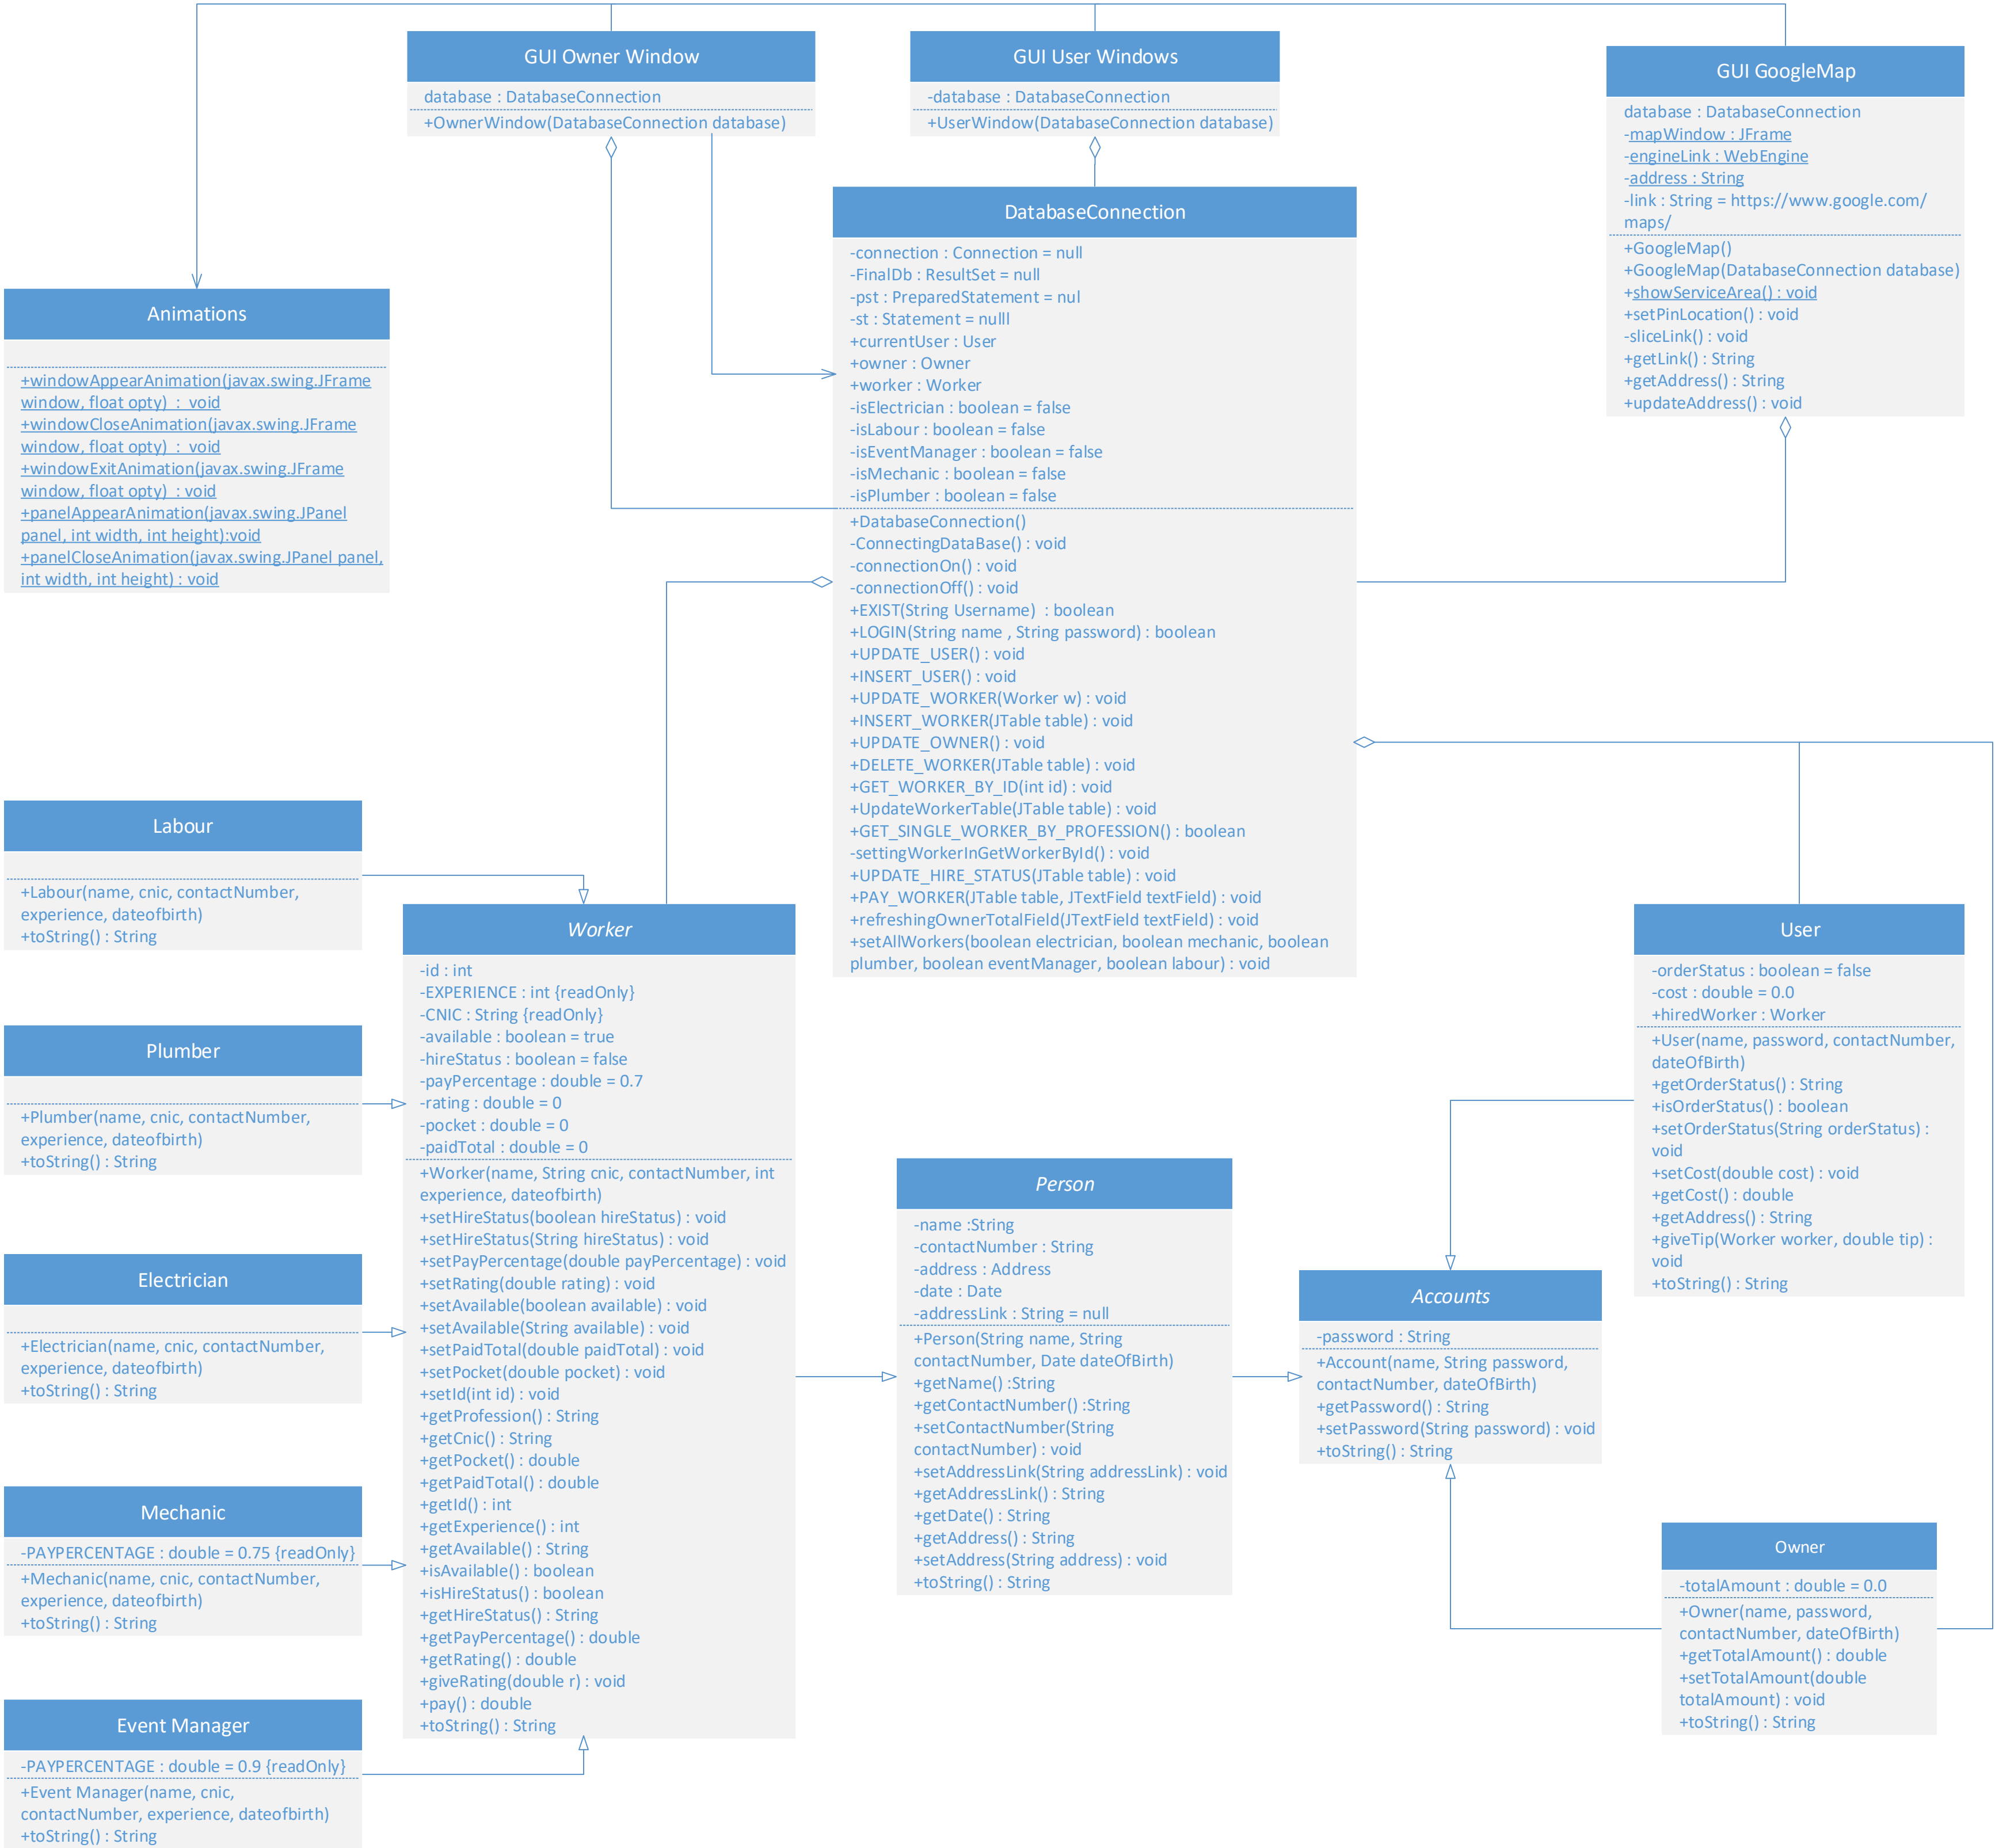 GUI Owner Window
database : DatabaseConnection
+OwnerWindow(DatabaseConnection database)
GUI User Windows
-database : DatabaseConnection
+UserWindow(DatabaseConnection database)
GUI GoogleMap
database : DatabaseConnection
-mapWindow : JFrame
-engineLink : WebEngine
-address : String
-link : String = https://www.google.com/
maps/
+GoogleMap()
+GoogleMap(DatabaseConnection database)
+showServiceArea() : void
+setPinLocation() : void
-sliceLink() : void
+getLink() : String
+getAddress() : String
+updateAddress() : void
DatabaseConnection
-connection : Connection = null
-FinalDb : ResultSet = null
-pst : PreparedStatement = nul
-st : Statement = nulll
+currentUser : User
+owner : Owner
+worker : Worker
-isElectrician : boolean = false
-isLabour : boolean = false
-isEventManager : boolean = false
-isMechanic : boolean = false
-isPlumber : boolean = false
+DatabaseConnection()
-ConnectingDataBase() : void
-connectionOn() : void
-connectionOff() : void
+EXIST(String Username)  : boolean
+LOGIN(String name , String password) : boolean
+UPDATE_USER() : void
+INSERT_USER() : void
+UPDATE_WORKER(Worker w) : void
+INSERT_WORKER(JTable table) : void
+UPDATE_OWNER() : void
+DELETE_WORKER(JTable table) : void
+GET_WORKER_BY_ID(int id) : void
+UpdateWorkerTable(JTable table) : void
+GET_SINGLE_WORKER_BY_PROFESSION() : boolean
-settingWorkerInGetWorkerById() : void
+UPDATE_HIRE_STATUS(JTable table) : void
+PAY_WORKER(JTable table, JTextField textField) : void
+refreshingOwnerTotalField(JTextField textField) : void
+setAllWorkers(boolean electrician, boolean mechanic, boolean
plumber, boolean eventManager, boolean labour) : void
Animations
+windowAppearAnimation(javax.swing.JFrame
window, float opty)  :  void
+windowCloseAnimation(javax.swing.JFrame
window, float opty)  :  void
+windowExitAnimation(javax.swing.JFrame
window, float opty)  : void
+panelAppearAnimation(javax.swing.JPanel
panel, int width, int height):void
+panelCloseAnimation(javax.swing.JPanel panel,
int width, int height) : void
Labour
+Labour(name, cnic, contactNumber,
experience, dateofbirth)
+toString() : String
Plumber
+Plumber(name, cnic, contactNumber,
experience, dateofbirth)
+toString() : String
Electrician
+Electrician(name, cnic, contactNumber,
experience, dateofbirth)
+toString() : String
Mechanic
-PAYPERCENTAGE : double = 0.75 {readOnly}
+Mechanic(name, cnic, contactNumber,
experience, dateofbirth)
+toString() : String
Event Manager
-PAYPERCENTAGE : double = 0.9 {readOnly}
+Event Manager(name, cnic,
contactNumber, experience, dateofbirth)
+toString() : String
Worker
-id : int
-EXPERIENCE : int {readOnly}
-CNIC : String {readOnly}
-available : boolean = true
-hireStatus : boolean = false
-payPercentage : double = 0.7
-rating : double = 0
-pocket : double = 0
-paidTotal : double = 0
+Worker(name, String cnic, contactNumber, int
experience, dateofbirth)
+setHireStatus(boolean hireStatus) : void
+setHireStatus(String hireStatus) : void
+setPayPercentage(double payPercentage) : void
+setRating(double rating) : void
+setAvailable(boolean available) : void
+setAvailable(String available) : void
+setPaidTotal(double paidTotal) : void
+setPocket(double pocket) : void
+setId(int id) : void
+getProfession() : String
+getCnic() : String
+getPocket() : double
+getPaidTotal() : double
+getId() : int
+getExperience() : int
+getAvailable() : String
+isAvailable() : boolean
+isHireStatus() : boolean
+getHireStatus() : String
+getPayPercentage() : double
+getRating() : double
+giveRating(double r) : void
+pay() : double
+toString() : String
Person
-name :String
-contactNumber : String
-address : Address
-date : Date
-addressLink : String = null
+Person(String name, String
contactNumber, Date dateOfBirth)
+getName() :String
+getContactNumber() :String
+setContactNumber(String
contactNumber) : void
+setAddressLink(String addressLink) : void
+getAddressLink() : String
+getDate() : String
+getAddress() : String
+setAddress(String address) : void
+toString() : String
Accounts
-password : String
+Account(name, String password,
contactNumber, dateOfBirth)
+getPassword() : String
+setPassword(String password) : void
+toString() : String
User
-orderStatus : boolean = false
-cost : double = 0.0
+hiredWorker : Worker
+User(name, password, contactNumber,
dateOfBirth)
+getOrderStatus() : String
+isOrderStatus() : boolean
+setOrderStatus(String orderStatus) :
void
+setCost(double cost) : void
+getCost() : double
+getAddress() : String
+giveTip(Worker worker, double tip) :
void
+toString() : String
Owner
-totalAmount : double = 0.0
+Owner(name, password,
contactNumber, dateOfBirth)
+getTotalAmount() : double
+setTotalAmount(double
totalAmount) : void
+toString() : String